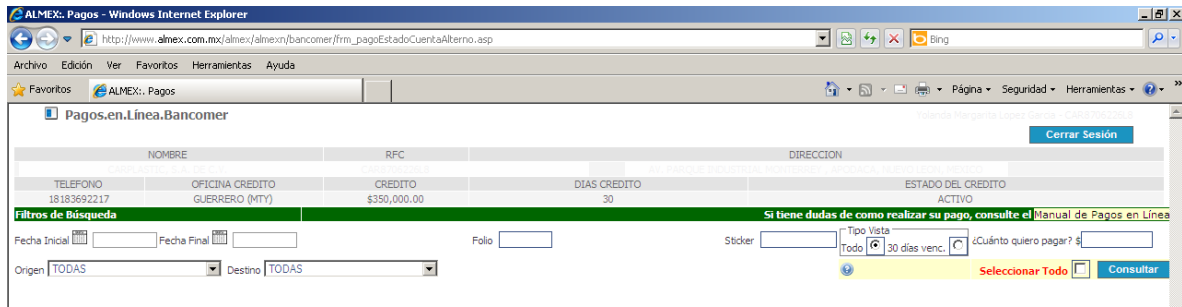 ALMEX:. Pagos - Windows Internet Explorer
http://www.almex.com.mx/almex/almexn/bancomer/frm_pagoEstadoCuentaAlterno.asp Bing
Archivo Edición Ver Favoritos Herramientas Ayuda
Favoritos ALMEX:. Pagos Página Seguridad Herramientas
Pagos.en.Línea.Bancomer
Cerrar Sesión
NOMBRE RFC DIRECCION
TELEFONO OFICINA CREDITO CREDITO DIAS CREDITO ESTADO DEL CREDITO
18183692217 GUERRERO (MTY) $350,000.00 30 ACTIVO
Filtros de Búsqueda Si tiene dudas de como realizar su pago, consulte el Manual de Pagos en Línea
Fecha Inicial Fecha Final Folio Sticker Tipo Vista Todo 30 días venc. ¿Cuánto quiero pagar? $
Origen TODAS Destino TODAS Seleccionar Todo Consultar